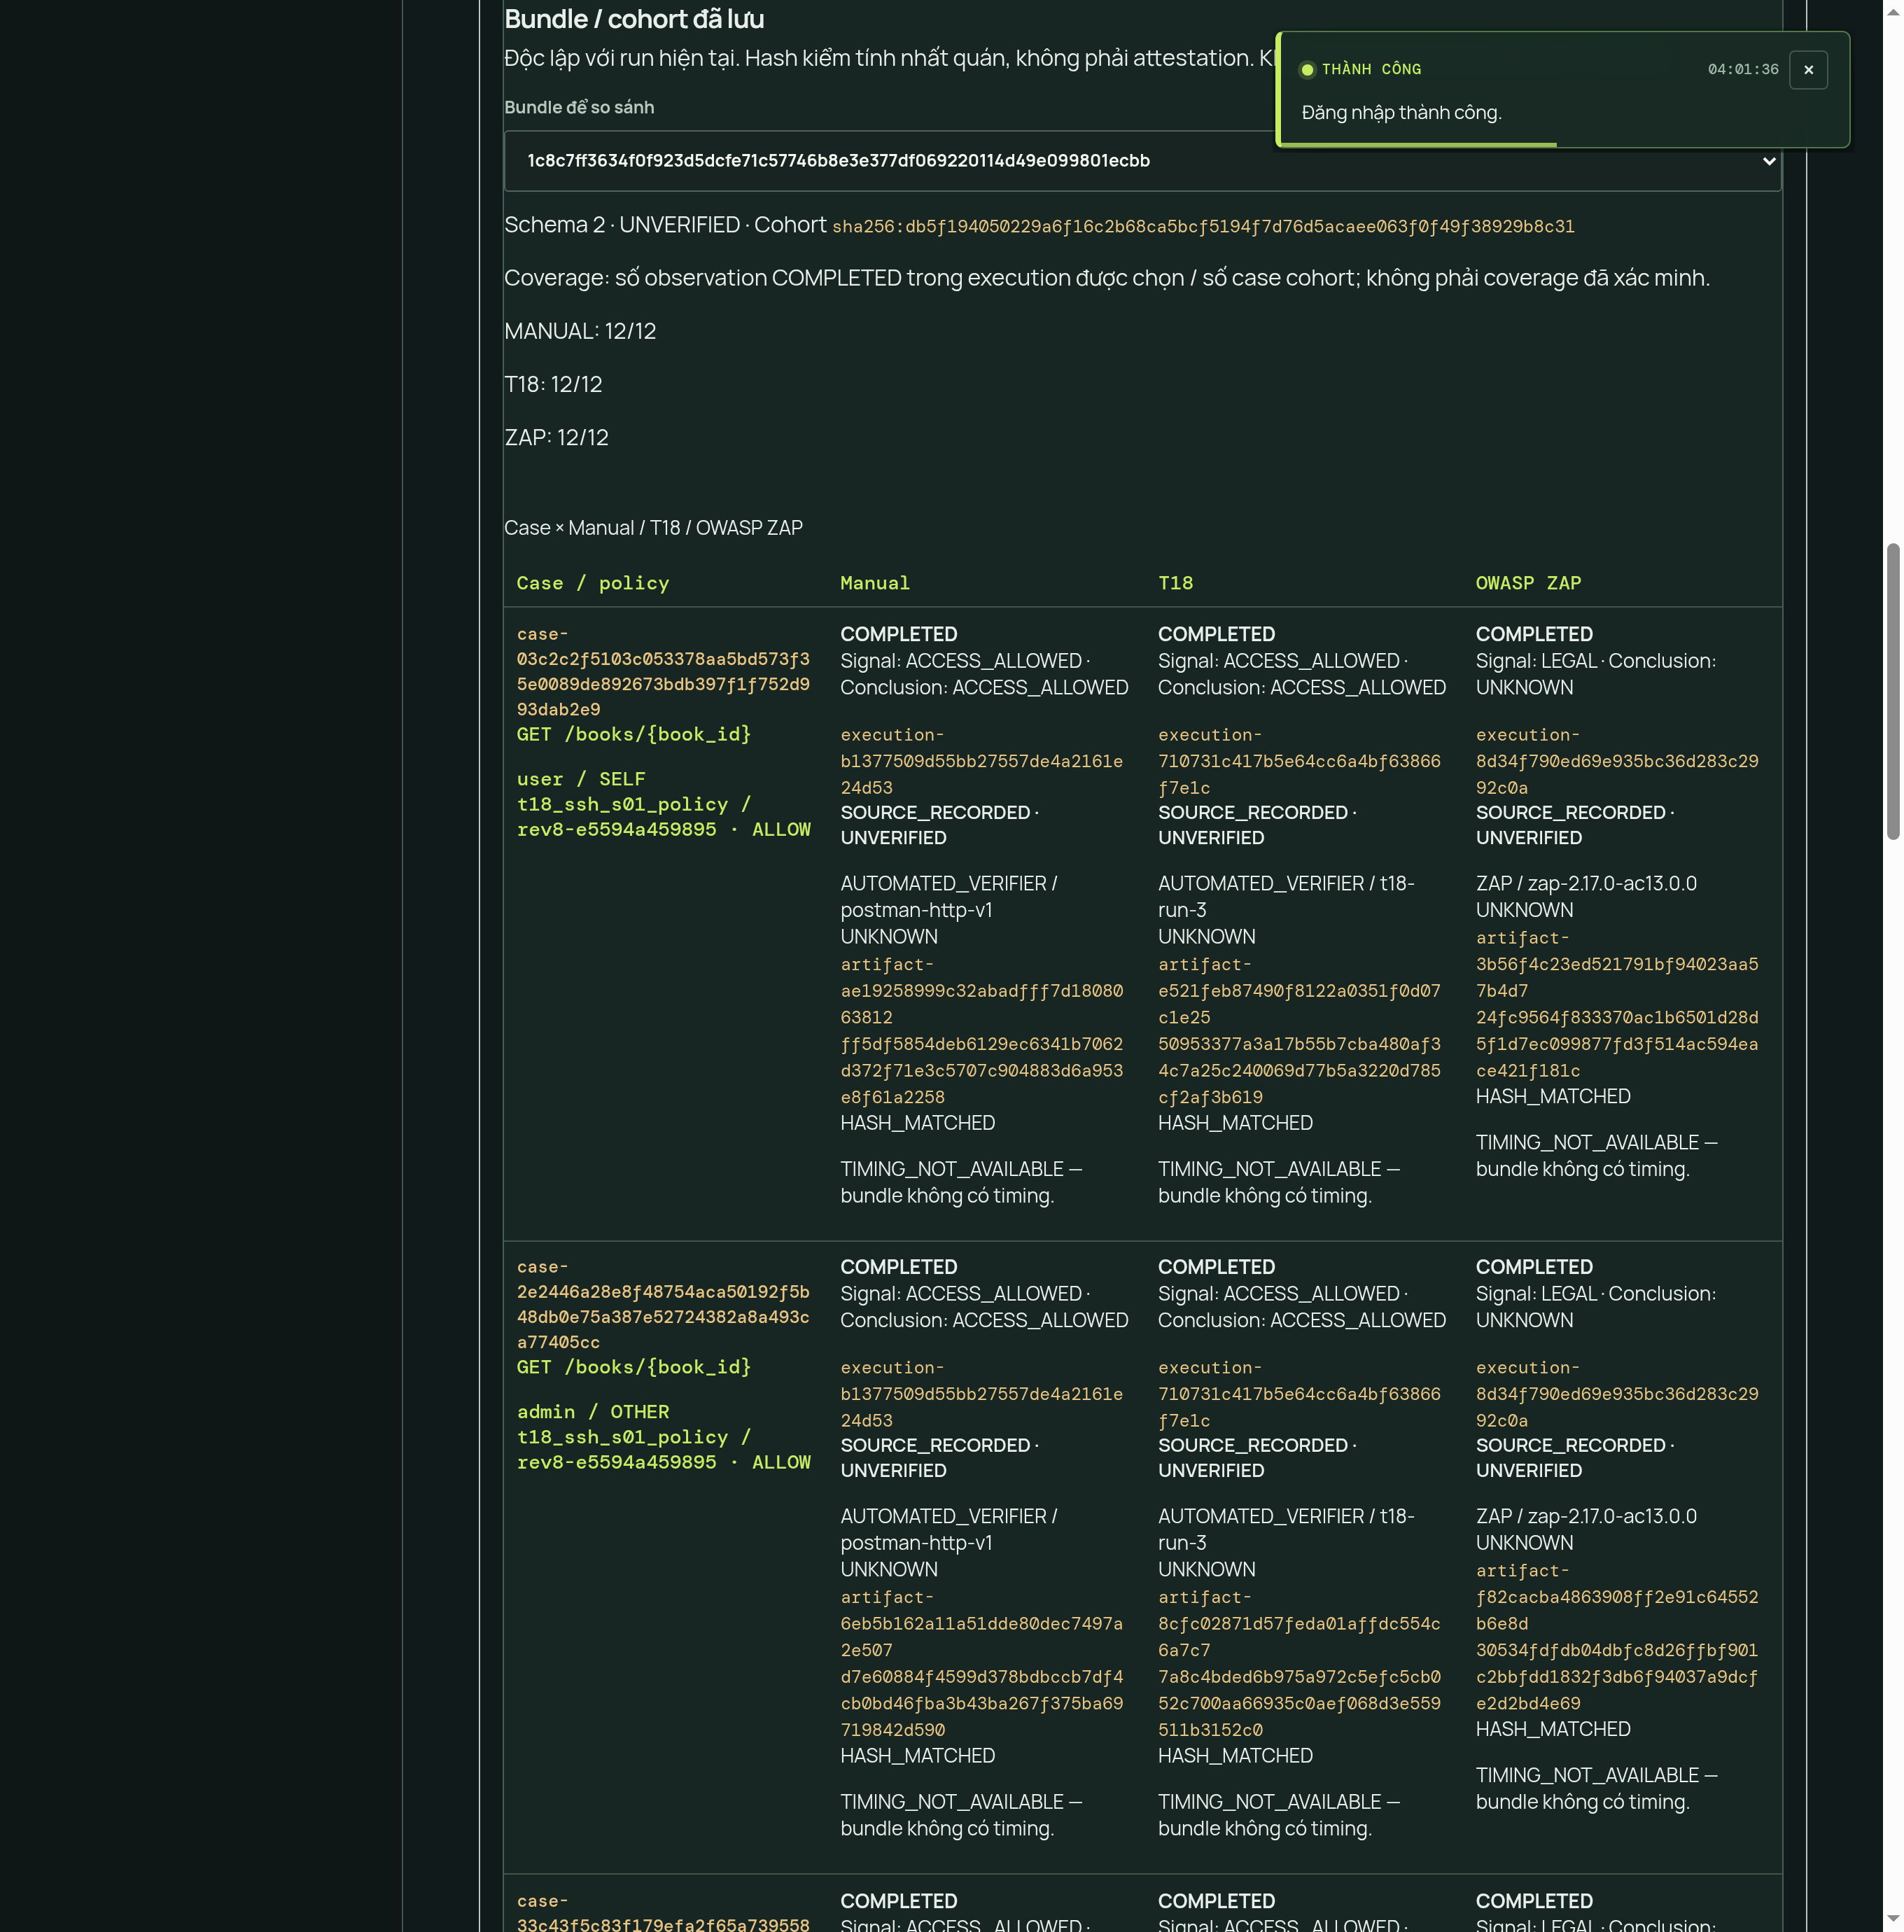 Bundle / cohort đã lưu
Độc lập với run hiện tại. Hash kiểm tính nhất quán, không phải attestation.
THÀNH CÔNG
04:01:36
×
Đăng nhập thành công.
Bundle để so sánh
1c8c7ff3634f0f923d5dcfe71c57746b8e3e377df069220114d49e099801ecbb
Schema 2 · UNVERIFIED · Cohort sha256:db5f194050229a6f16c2b68ca5bcf5194f7d76d5acaee063f0f49f38929b8c31
Coverage: số observation COMPLETED trong execution được chọn / số case cohort; không phải coverage đã xác minh.
MANUAL: 12/12
T18: 12/12
ZAP: 12/12
Case × Manual / T18 / OWASP ZAP
Case / policy
Manual
T18
OWASP ZAP
case-
03c2c2f5103c053378aa5bd573f3
5e0089de892673bdb397f1f752d9
93dab2e9
GET /books/{book_id}
user / SELF
t18_ssh_s01_policy /
rev8-e5594a459895 · ALLOW
COMPLETED
Signal: ACCESS_ALLOWED ·
Conclusion: ACCESS_ALLOWED
execution-
b1377509d55bb27557de4a2161e
24d53
SOURCE_RECORDED ·
UNVERIFIED
AUTOMATED_VERIFIER /
postman-http-v1
UNKNOWN
artifact-
ae19258999c32abadfff7d18080
63812
ff5df5854deb6129ec6341b7062
d372f71e3c5707c904883d6a953
e8f61a2258
HASH_MATCHED
TIMING_NOT_AVAILABLE —
bundle không có timing.
COMPLETED
Signal: ACCESS_ALLOWED ·
Conclusion: ACCESS_ALLOWED
execution-
710731c417b5e64cc6a4bf63866
f7e1c
SOURCE_RECORDED ·
UNVERIFIED
AUTOMATED_VERIFIER / t18-
run-3
UNKNOWN
artifact-
e521feb87490f8122a0351f0d07
c1e25
50953377a3a17b55b7cba480af3
4c7a25c240069d77b5a3220d785
cf2af3b619
HASH_MATCHED
TIMING_NOT_AVAILABLE —
bundle không có timing.
COMPLETED
Signal: LEGAL · Conclusion:
UNKNOWN
execution-
8d34f790ed69e935bc36d283c29
92c0a
SOURCE_RECORDED ·
UNVERIFIED
ZAP / zap-2.17.0-ac13.0.0
UNKNOWN
artifact-
3b56f4c23ed521791bf94023aa5
7b4d7
24fc9564f833370ac1b6501d28d
5f1d7ec099877fd3f514ac594ea
ce421f181c
HASH_MATCHED
TIMING_NOT_AVAILABLE —
bundle không có timing.
case-
2e2446a28e8f48754aca50192f5b
48db0e75a387e52724382a8a493c
a77405cc
GET /books/{book_id}
admin / OTHER
t18_ssh_s01_policy /
rev8-e5594a459895 · ALLOW
COMPLETED
Signal: ACCESS_ALLOWED ·
Conclusion: ACCESS_ALLOWED
execution-
b1377509d55bb27557de4a2161e
24d53
SOURCE_RECORDED ·
UNVERIFIED
AUTOMATED_VERIFIER /
postman-http-v1
UNKNOWN
artifact-
6eb5b162a11a51dde80dec7497a
2e507
d7e60884f4599d378bdbccb7df4
cb0bd46fba3b43ba267f375ba69
719842d590
HASH_MATCHED
TIMING_NOT_AVAILABLE —
bundle không có timing.
COMPLETED
Signal: ACCESS_ALLOWED ·
Conclusion: ACCESS_ALLOWED
execution-
710731c417b5e64cc6a4bf63866
f7e1c
SOURCE_RECORDED ·
UNVERIFIED
AUTOMATED_VERIFIER / t18-
run-3
UNKNOWN
artifact-
8cfc02871d57feda01affdc554c
6a7c7
7a8c4bded6b975a972c5efc5cb0
52c700aa66935c0aef068d3e559
511b3152c0
HASH_MATCHED
TIMING_NOT_AVAILABLE —
bundle không có timing.
COMPLETED
Signal: LEGAL · Conclusion:
UNKNOWN
execution-
8d34f790ed69e935bc36d283c29
92c0a
SOURCE_RECORDED ·
UNVERIFIED
ZAP / zap-2.17.0-ac13.0.0
UNKNOWN
artifact-
f82cacba4863908ff2e91c64552
b6e8d
30534fdfdb04dbfc8d26ffbf901
c2bbfdd1832f3db6f94037a9dcf
e2d2bd4e69
HASH_MATCHED
TIMING_NOT_AVAILABLE —
bundle không có timing.
case-
33c43f5c83f179efa2f65a739558
COMPLETED
Signal: ACCESS_ALLOWED ·
COMPLETED
Signal: ACCESS_ALLOWED ·
COMPLETED
Signal: LEGAL · Conclusion: